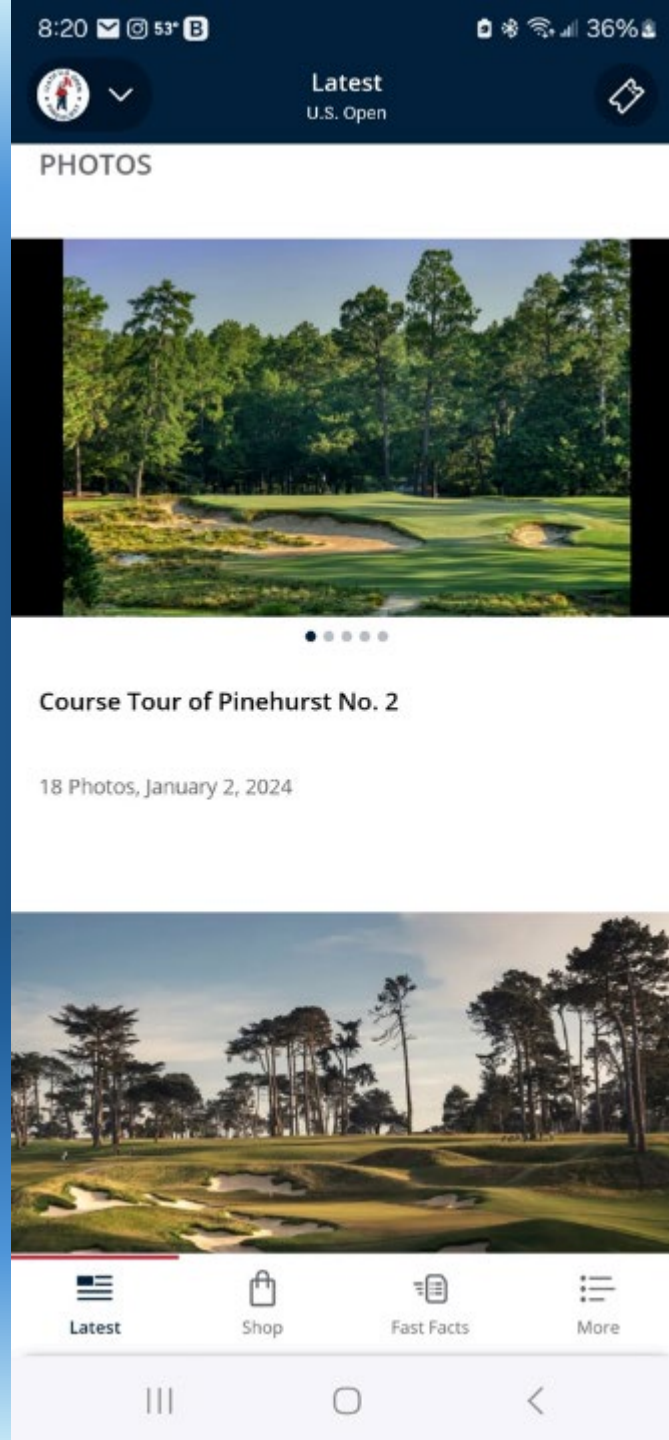 8:20 53° B 36%
Latest
U.S. Open
PHOTOS
Course Tour of Pinehurst No. 2
18 Photos, January 2, 2024
Latest
Shop
Fast Facts
More